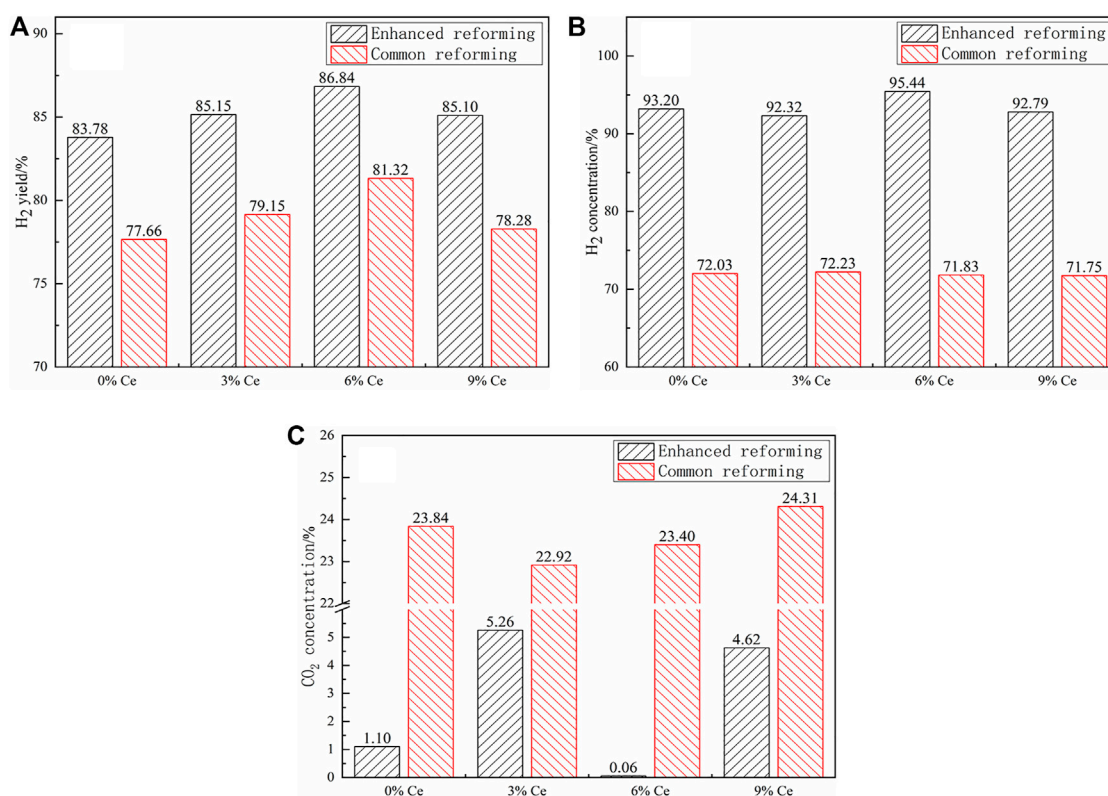 A
90
85
80
75
70
H2 yield/%
Enhanced reforming
Common reforming
83.78
77.66
85.15
79.15
86.84
81.32
85.10
78.28
0% Ce
3% Ce
6% Ce
9% Ce
B
100
90
80
70
60
H2 concentration/%
Enhanced reforming
Common reforming
93.20
72.03
92.32
72.23
95.44
71.83
92.79
71.75
0% Ce
3% Ce
6% Ce
9% Ce
C
26
25
24
23
22
5
4
3
2
1
0
CO2 concentration/%
Enhanced reforming
Common reforming
1.10
23.84
5.26
22.92
0.06
23.40
4.62
24.31
0% Ce
3% Ce
6% Ce
9% Ce